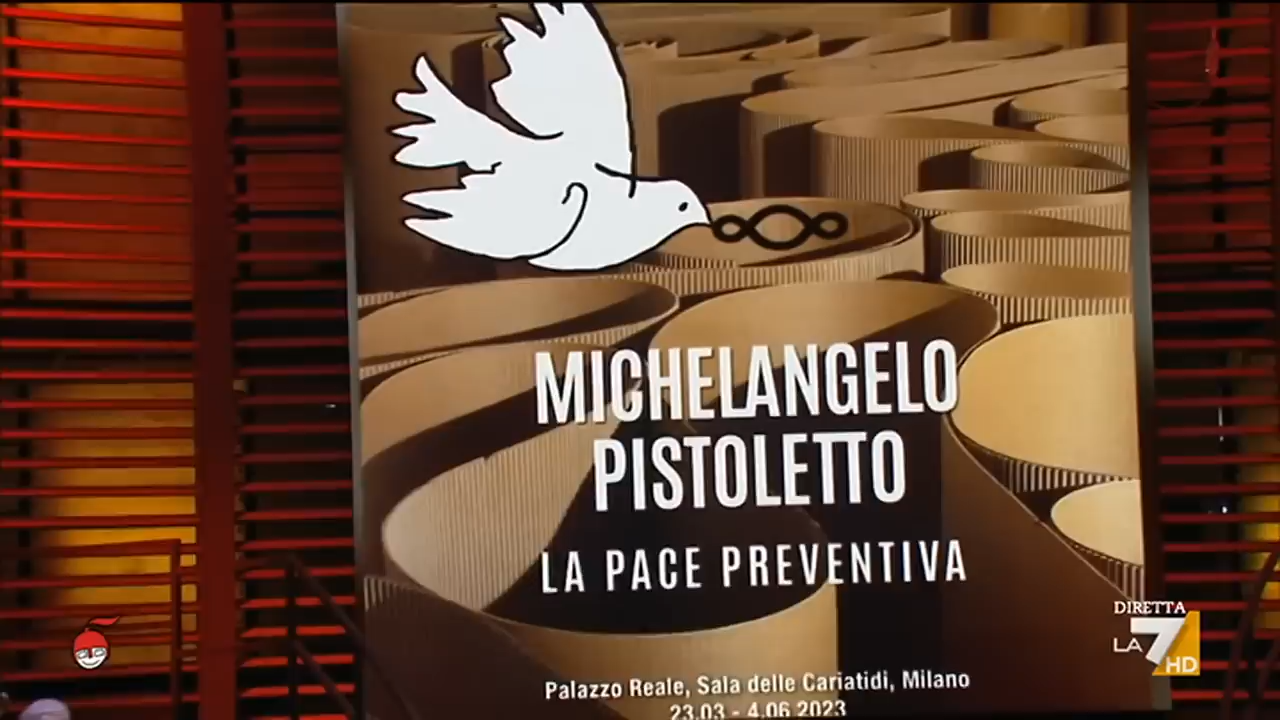 MICHELANGELO
PISTOLETTO
LA PACE PREVENTIVA
Palazzo Reale, Sala delle Cariatidi, Milano
23.03 - 4.06 2023
DIRETTA
LA7
HD